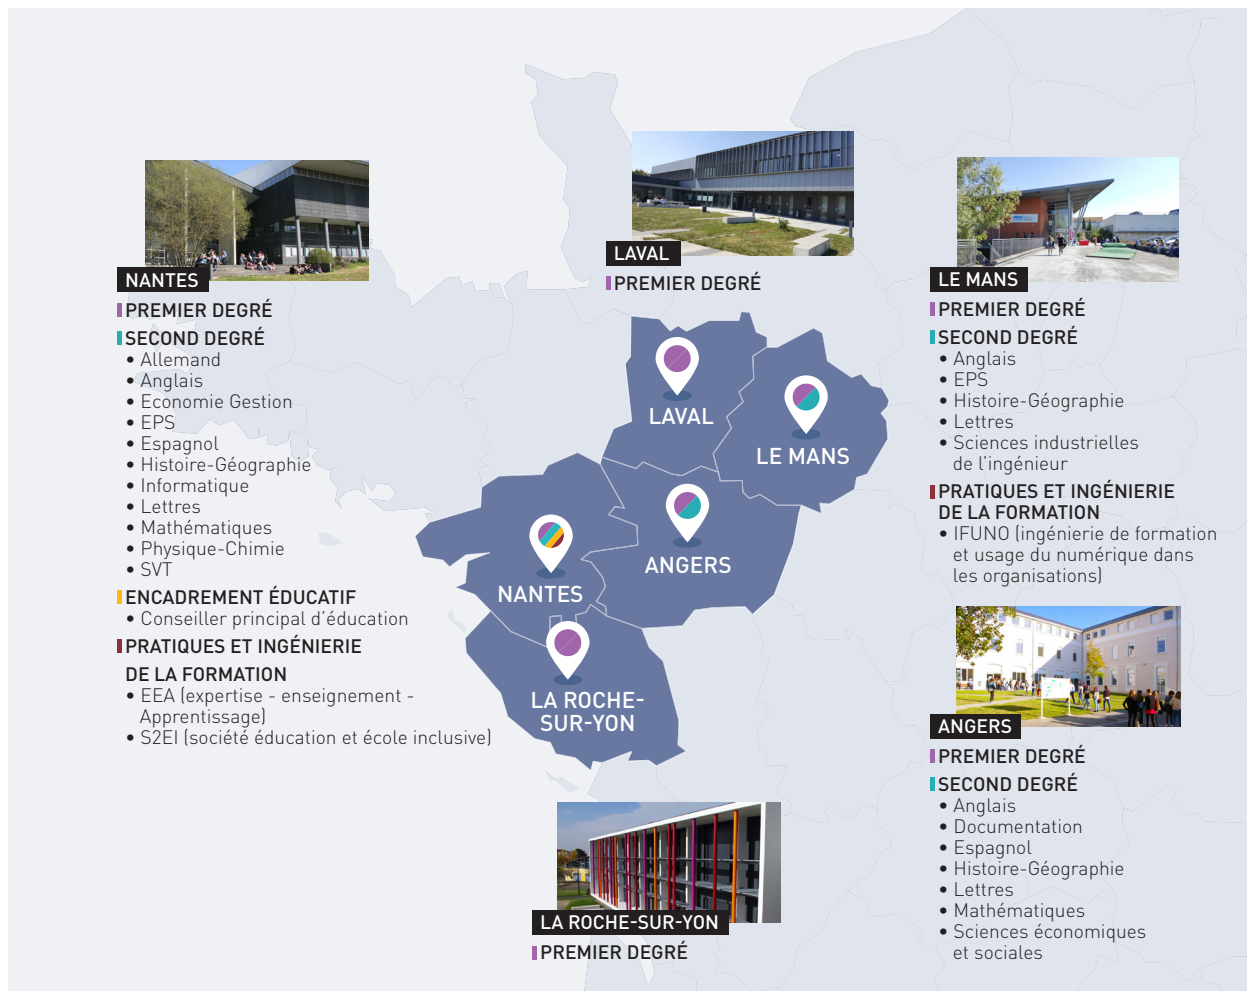 NANTES
PREMIER DEGRÉ
SECOND DEGRÉ
• Allemand
• Anglais
• Economie Gestion
• EPS
• Espagnol
• Histoire-Géographie
• Informatique
• Lettres
• Mathématiques
• Physique-Chimie
• SVT
ENCADREMENT ÉDUCATIF
• Conseiller principal d'éducation
PRATIQUES ET INGÉNIERIE
DE LA FORMATION
• EEA (expertise - enseignement -
Apprentissage)
• S2EI (société éducation et école inclusive)
LAVAL
PREMIER DEGRÉ
LE MANS
PREMIER DEGRÉ
SECOND DEGRÉ
• Anglais
• EPS
• Histoire-Géographie
• Lettres
• Sciences industrielles
de l'ingénieur
PRATIQUES ET INGÉNIERIE
DE LA FORMATION
• IFUNO (ingénierie de formation
et usage du numérique dans
les organisations)
LAVAL
LE MANS
ANGERS
NANTES
LA ROCHE-
SUR-YON
ANGERS
PREMIER DEGRÉ
SECOND DEGRÉ
• Anglais
• Documentation
• Espagnol
• Histoire-Géographie
• Lettres
• Mathématiques
• Sciences économiques
et sociales
LA ROCHE-SUR-YON
PREMIER DEGRÉ